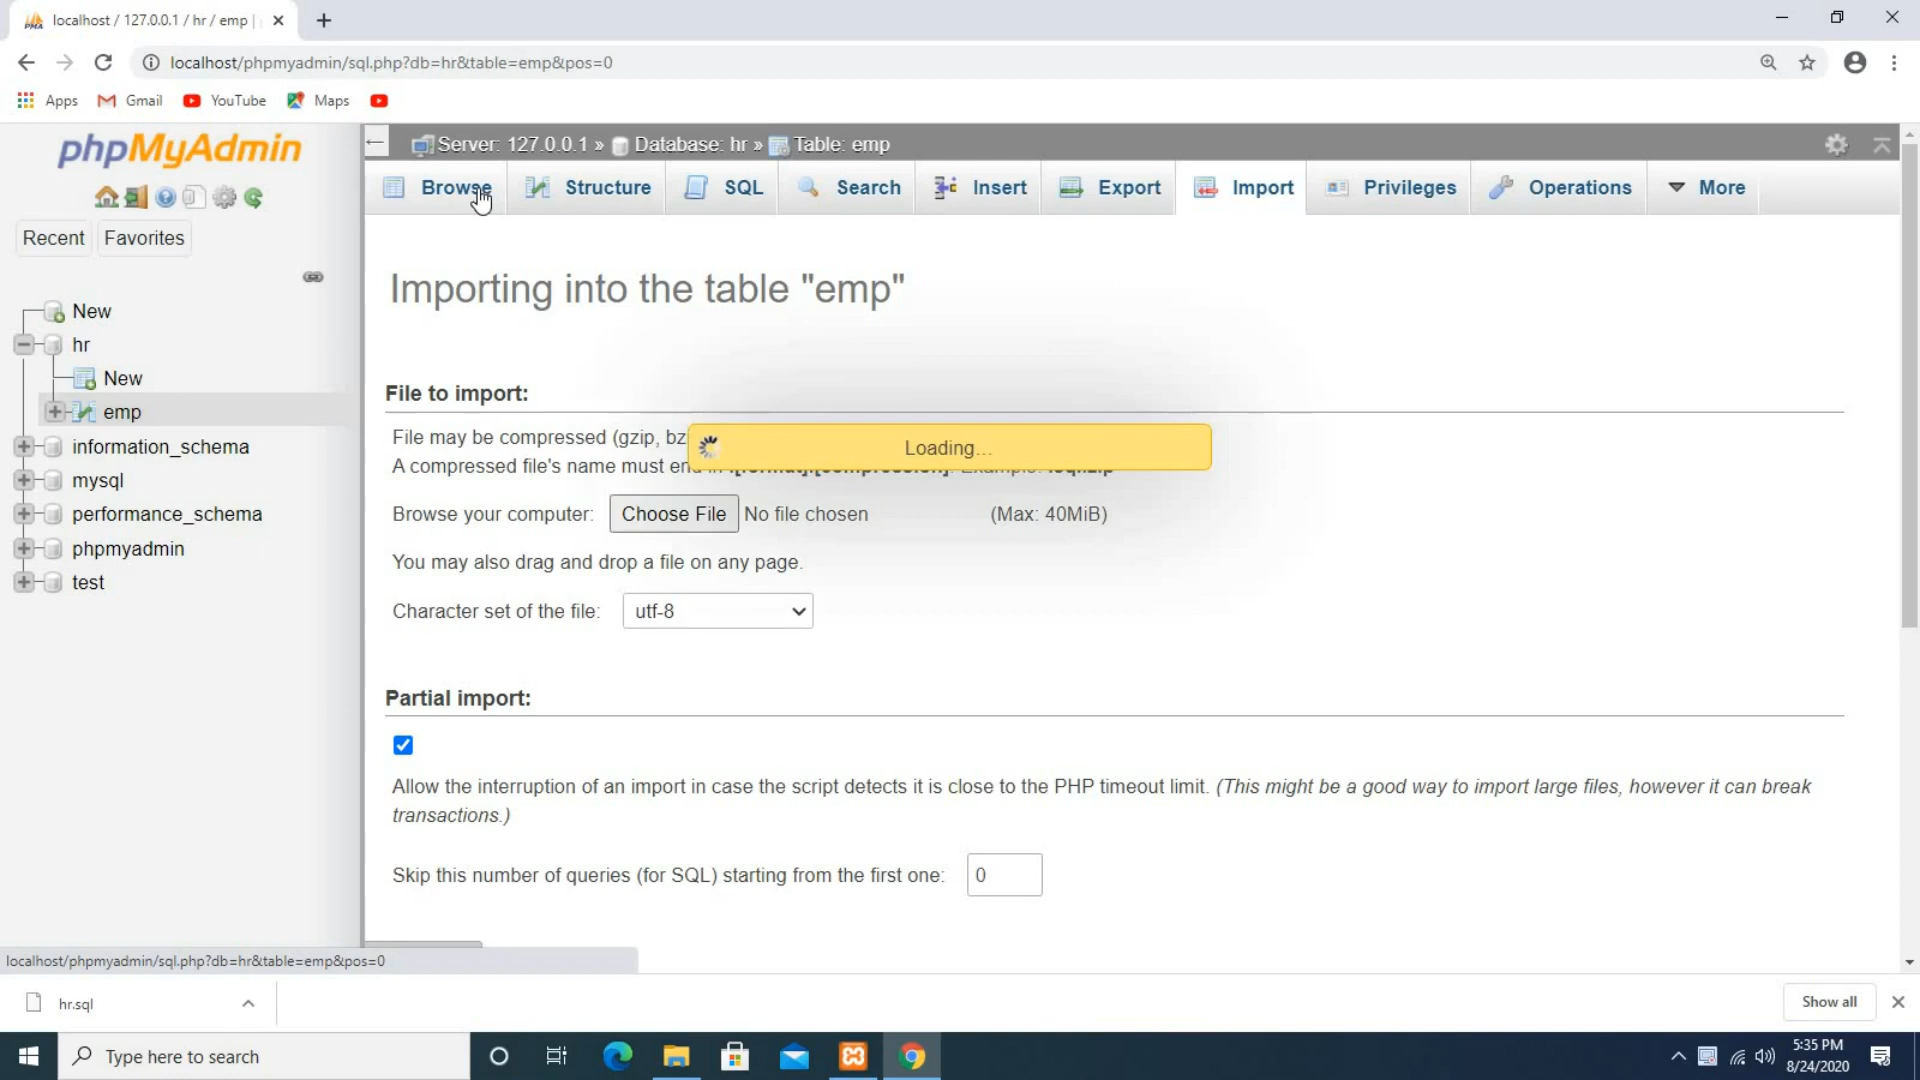 localhost / 127.0.0.1 / hr / emp |
localhost/phpmyadmin/sql.php?db=hr&table=emp&pos=0
Apps Gmail YouTube Maps
phpMyAdmin
Recent Favorites
New
hr
New
emp
information_schema
mysql
performance_schema
phpmyadmin
test
Server: 127.0.0.1 » Database: hr » Table: emp
Browse Structure SQL Search Insert Export Import Privileges Operations More
Importing into the table "emp"
File to import:
File may be compressed (gzip, bz
Loading...
A compressed file's name must en
Browse your computer: Choose File No file chosen (Max: 40MiB)
You may also drag and drop a file on any page.
Character set of the file: utf-8
Partial import:
Allow the interruption of an import in case the script detects it is close to the PHP timeout limit. (This might be a good way to import large files, however it can break
transactions.)
Skip this number of queries (for SQL) starting from the first one: 0
localhost/phpmyadmin/sql.php?db=hr&table=emp&pos=0
hr.sql
Show all
Type here to search
5:35 PM
8/24/2020